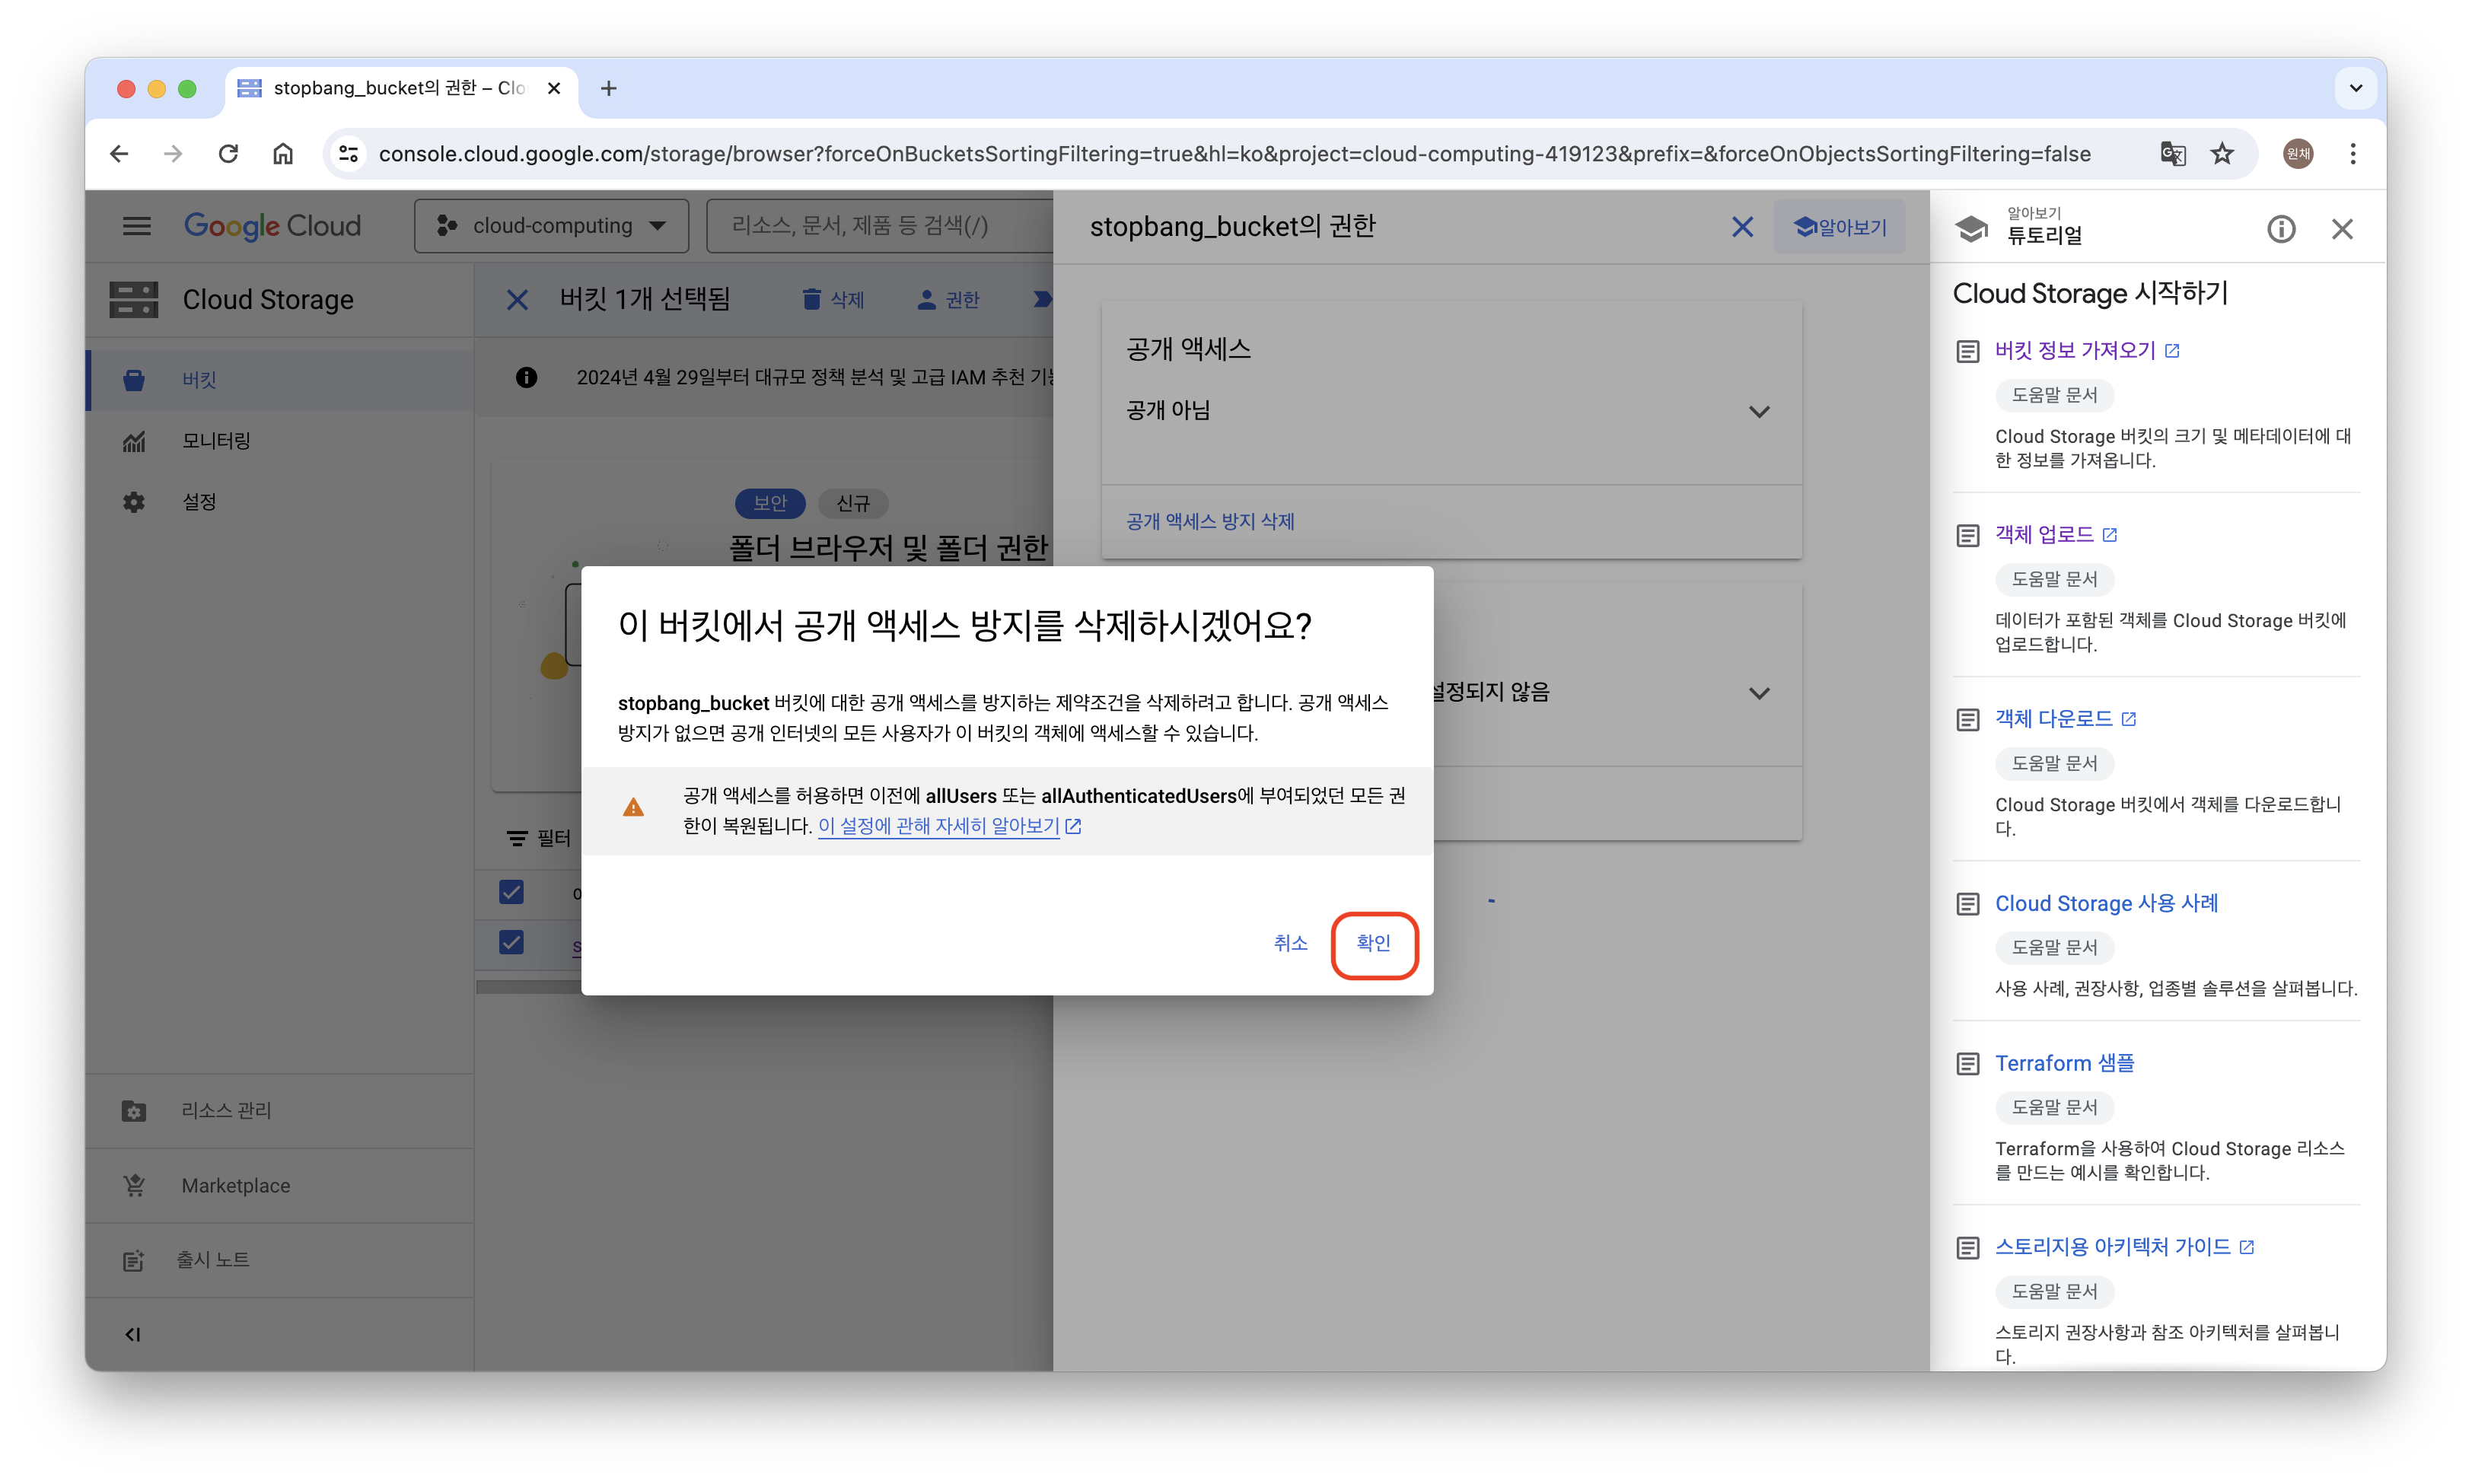 stopbang_bucket의 권한 – Clo
console.cloud.google.com/storage/browser?forceOnBucketsSortingFiltering=true&hl=ko&project=cloud-computing-419123&prefix=&forceOnObjectsSortingFiltering=false
원채
Google Cloud
cloud-computing
리소스, 문서, 제품 등 검색(/)
Cloud Storage
버킷
모니터링
설정
리소스 관리
Marketplace
출시 노트
버킷 1개 선택됨
삭제
권한
2024년 4월 29일부터 대규모 정책 분석 및 고급 IAM 추천 기능
보안
신규
폴더 브라우저 및 폴더 권한
필터
stopbang_bucket의 권한
알아보기
공개 액세스
공개 아님
공개 액세스 방지 삭제
설정되지 않음
이 버킷에서 공개 액세스 방지를 삭제하시겠어요?
stopbang_bucket 버킷에 대한 공개 액세스를 방지하는 제약조건을 삭제하려고 합니다. 공개 액세스
방지가 없으면 공개 인터넷의 모든 사용자가 이 버킷의 객체에 액세스할 수 있습니다.
공개 액세스를 허용하면 이전에 allUsers 또는 allAuthenticatedUsers에 부여되었던 모든 권
한이 복원됩니다. 이 설정에 관해 자세히 알아보기
취소
확인
알아보기
튜토리얼
Cloud Storage 시작하기
버킷 정보 가져오기
도움말 문서
Cloud Storage 버킷의 크기 및 메타데이터에 대
한 정보를 가져옵니다.
객체 업로드
도움말 문서
데이터가 포함된 객체를 Cloud Storage 버킷에
업로드합니다.
객체 다운로드
도움말 문서
Cloud Storage 버킷에서 객체를 다운로드합니
다.
Cloud Storage 사용 사례
도움말 문서
사용 사례, 권장사항, 업종별 솔루션을 살펴봅니다.
Terraform 샘플
도움말 문서
Terraform을 사용하여 Cloud Storage 리소스
를 만드는 예시를 확인합니다.
스토리지용 아키텍처 가이드
도움말 문서
스토리지 권장사항과 참조 아키텍처를 살펴봅니
다.